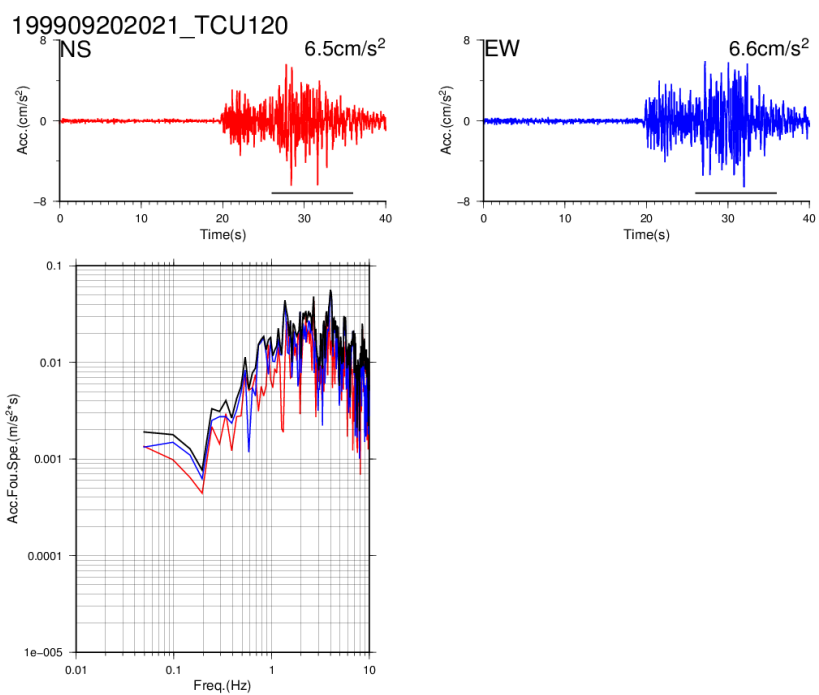 199909202021_TCU120
NS
6.5cm/s2
8
0
−8
Acc.(cm/s2)
0 10 20 30 40
Time(s)
EW
6.6cm/s2
8
0
−8
Acc.(cm/s2)
0 10 20 30 40
Time(s)
0.1
0.01
0.001
0.0001
1e−005
Acc.Fou.Spe.(m/s2*s)
0.01 0.1 1 10
Freq.(Hz)